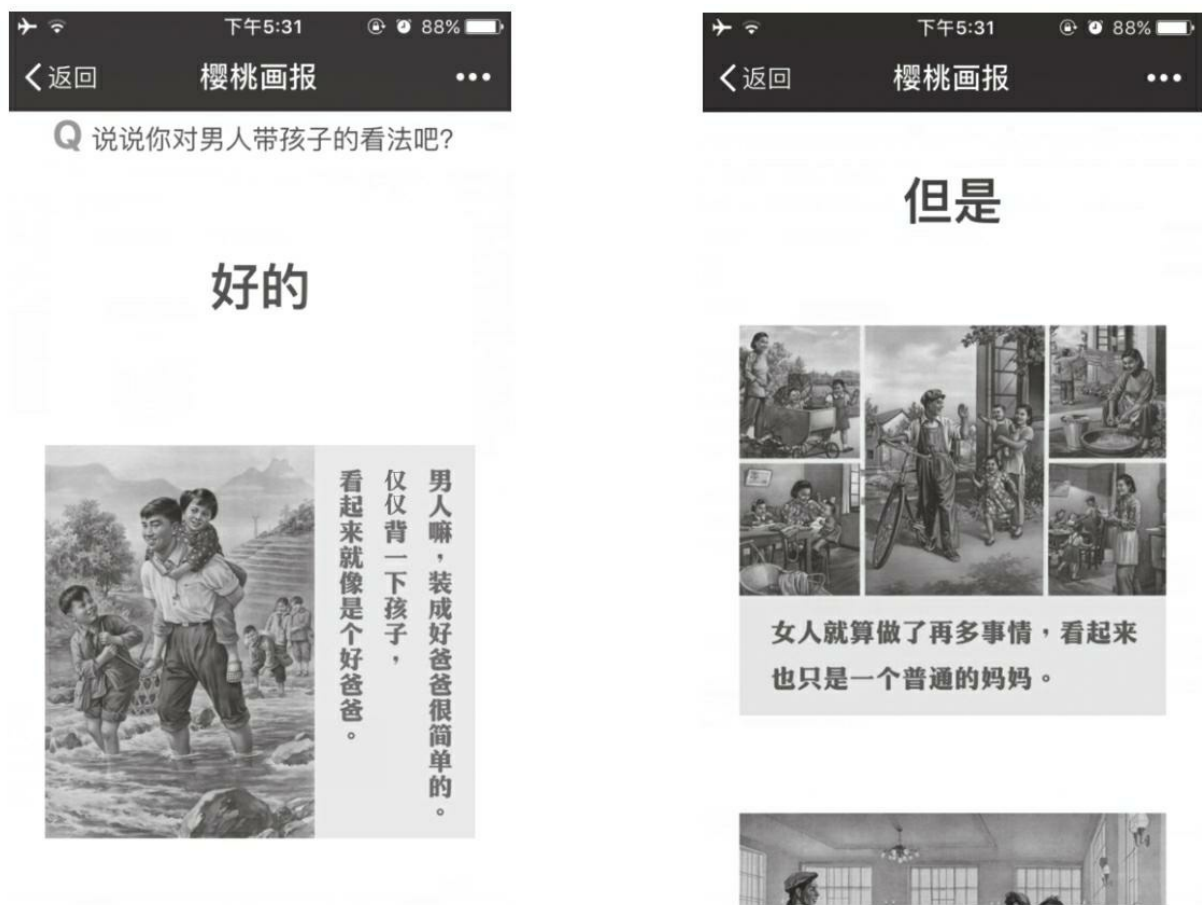 下午5:31
88%
返回
樱桃画报
Q 说说你对男人带孩子的看法吧?
好的
男人嘛，装成好爸爸很简单的。
仅仅背一下孩子，
看起来就像是个好爸爸。
下午5:31
88%
返回
樱桃画报
但是
女人就算做了再多事情，看起来
也只是一个普通的妈妈。